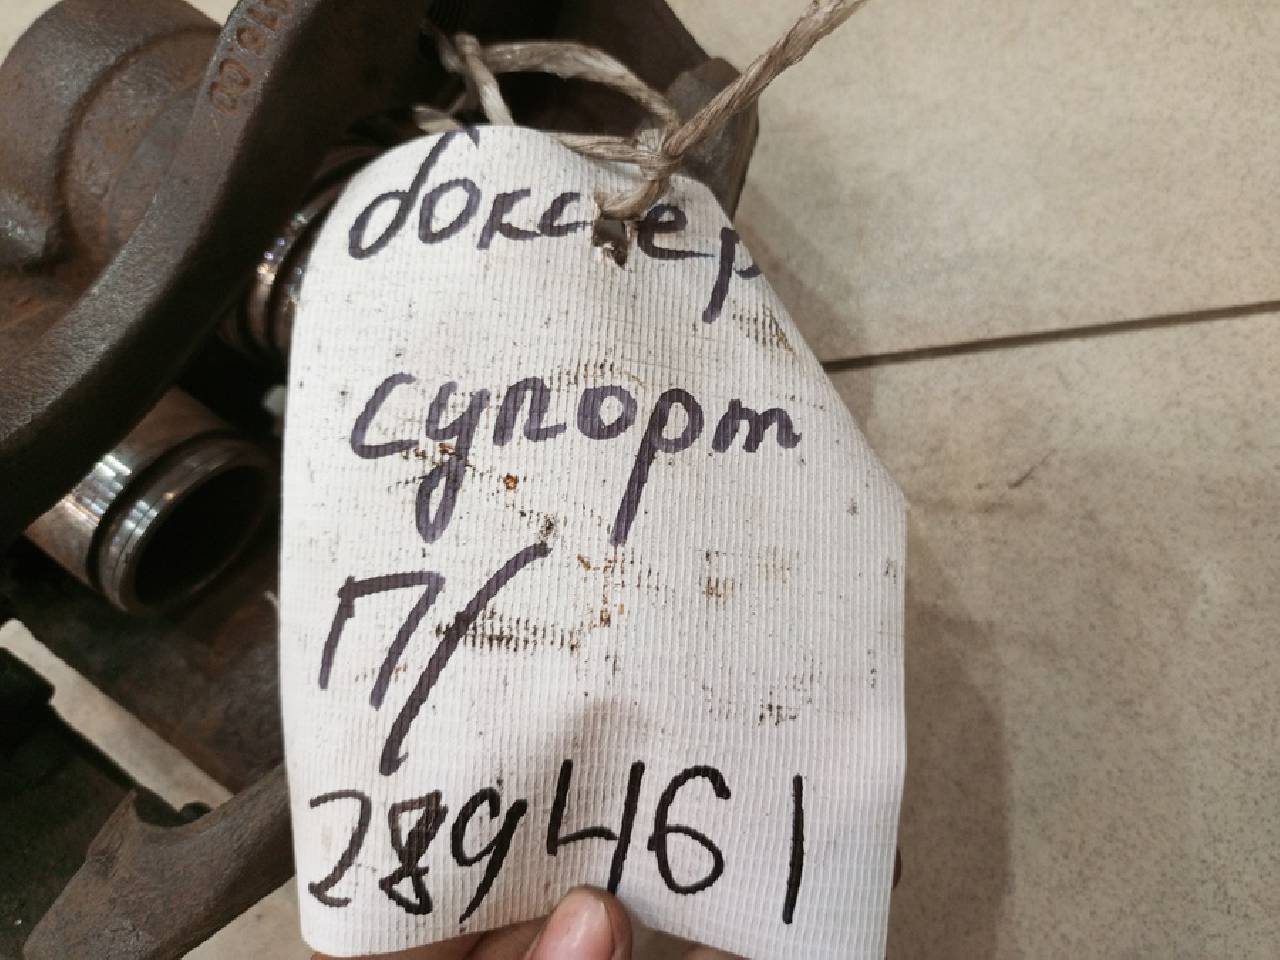 боксер
супорт
П/
289461